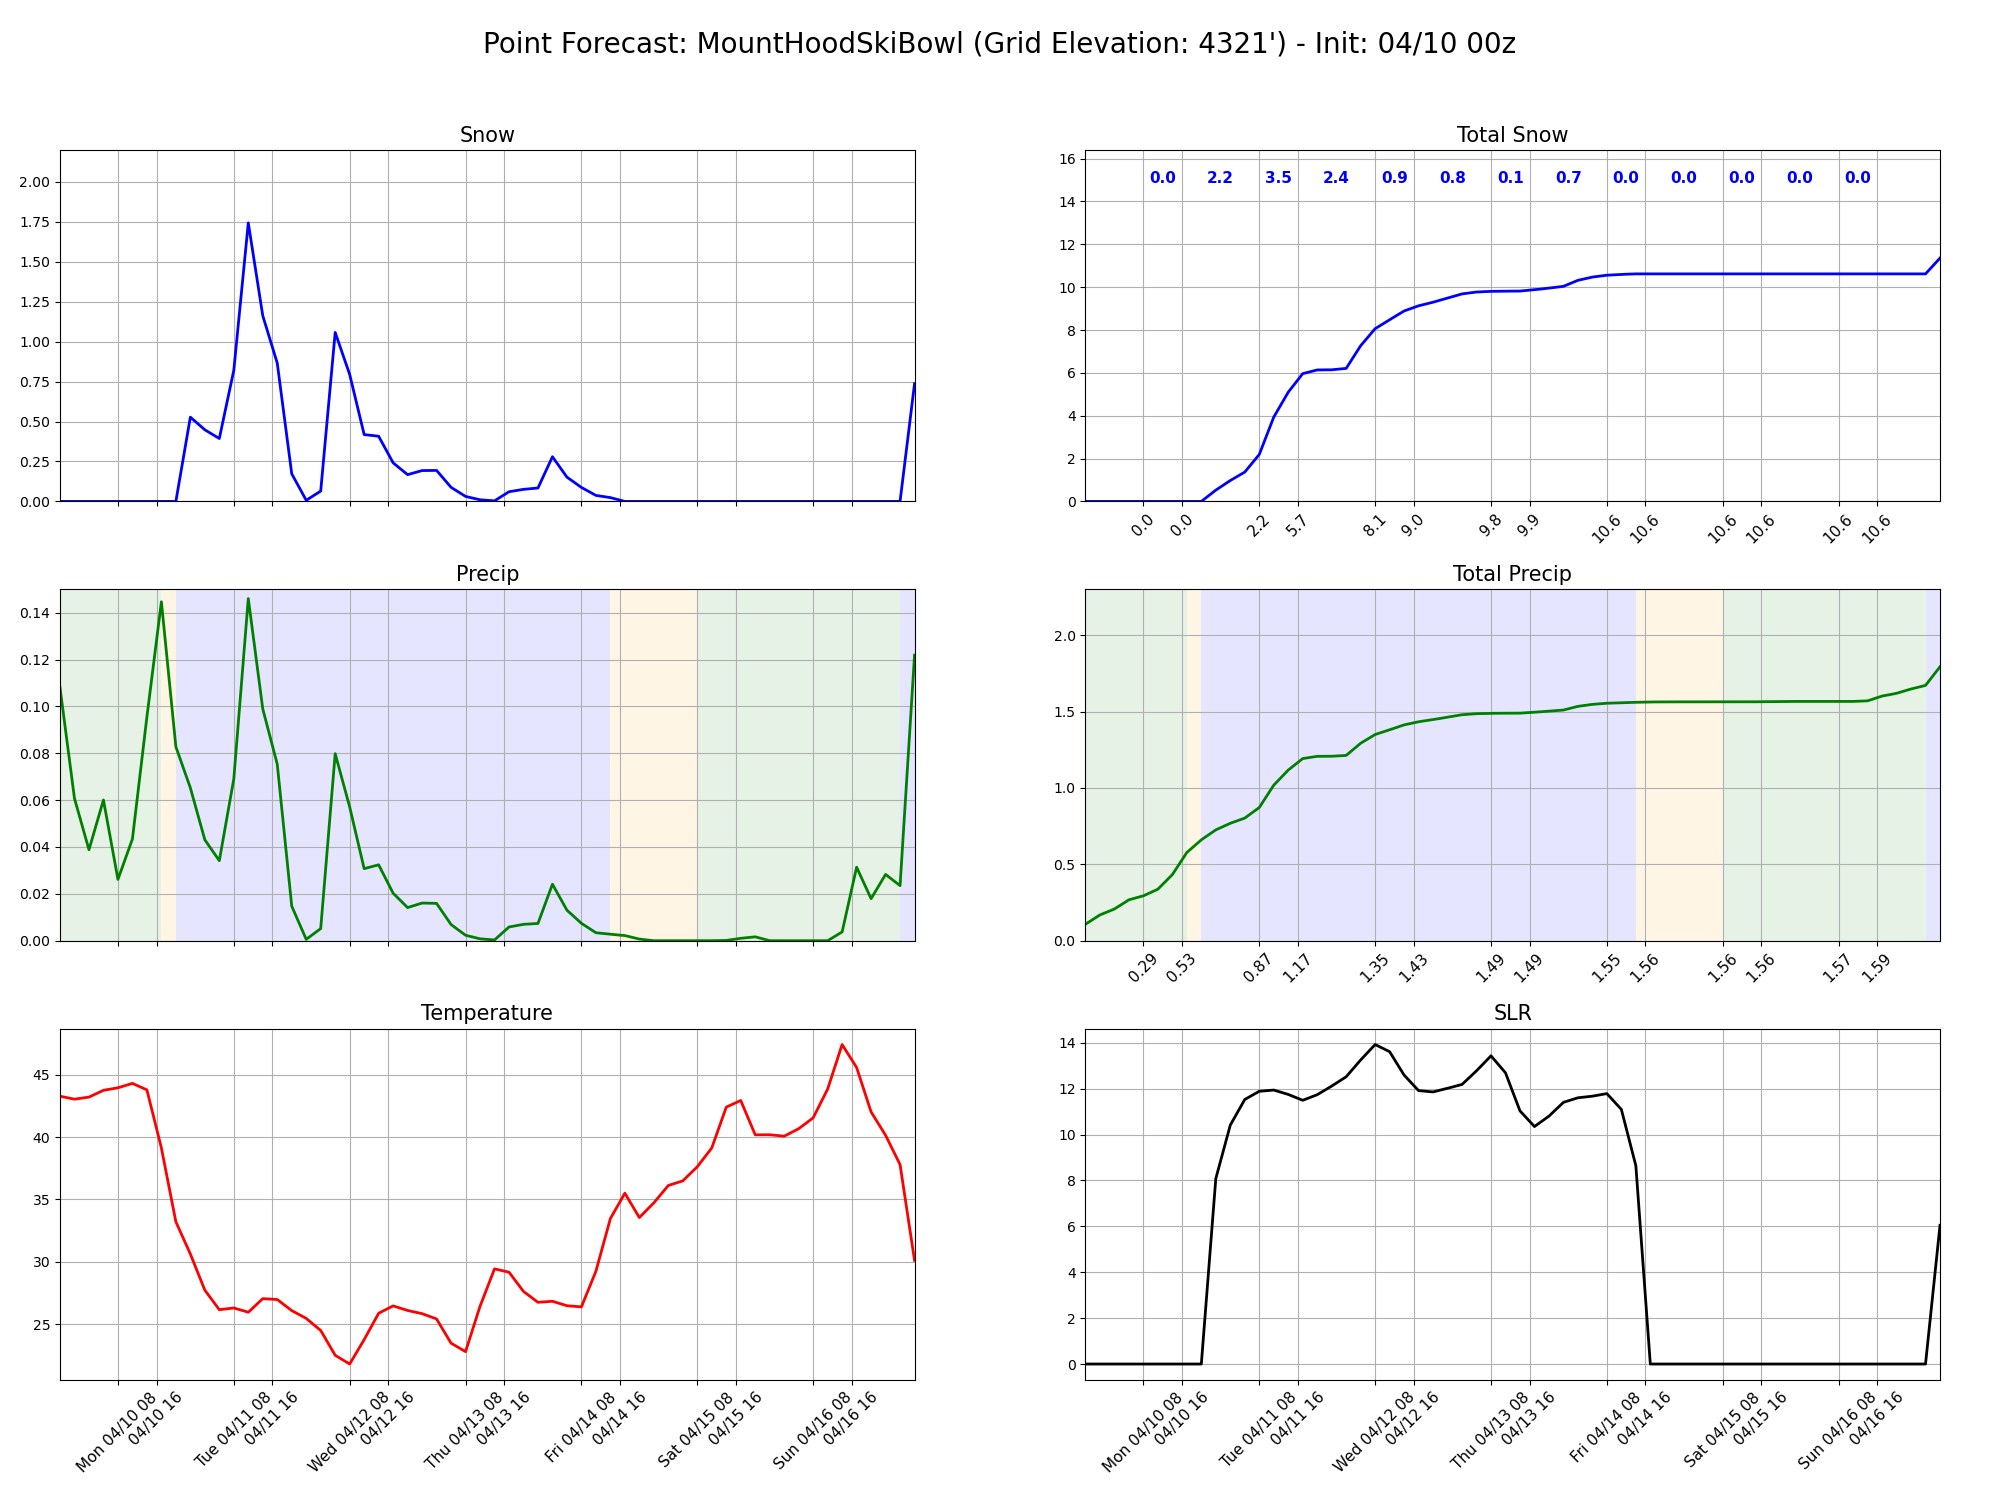 Point Forecast: MountHoodSkiBowl (Grid Elevation: 4321') - Init: 04/10 00z
Snow
2.00
1.75
1.50
1.25
1.00
0.75
0.50
0.25
0.00
Total Snow
16
14
12
10
8
6
4
2
0
0.0 2.2 3.5 2.4 0.9 0.8 0.1 0.7 0.0 0.0 0.0 0.0 0.0
0.0 0.0 2.2 5.7 8.1 9.0 9.8 9.9 10.6 10.6 10.6 10.6 10.6 10.6
Precip
0.14
0.12
0.10
0.08
0.06
0.04
0.02
0.00
Total Precip
2.0
1.5
1.0
0.5
0.0
0.29 0.53 0.87 1.17 1.35 1.43 1.49 1.49 1.55 1.56 1.56 1.56 1.57 1.59
Temperature
45
40
35
30
25
Mon 04/10 08
04/10 16
Tue 04/11 08
04/11 16
Wed 04/12 08
04/12 16
Thu 04/13 08
04/13 16
Fri 04/14 08
04/14 16
Sat 04/15 08
04/15 16
Sun 04/16 08
04/16 16
SLR
14
12
10
8
6
4
2
0
Mon 04/10 08
04/10 16
Tue 04/11 08
04/11 16
Wed 04/12 08
04/12 16
Thu 04/13 08
04/13 16
Fri 04/14 08
04/14 16
Sat 04/15 08
04/15 16
Sun 04/16 08
04/16 16